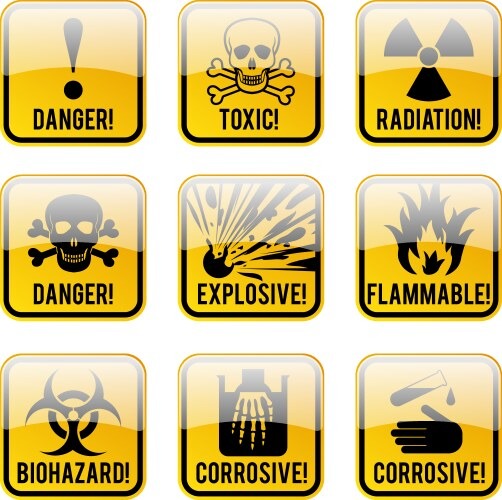 DANGER!
TOXIC!
RADIATION!
DANGER!
EXPLOSIVE!
FLAMMABLE!
BIOHAZARD!
CORROSIVE!
CORROSIVE!